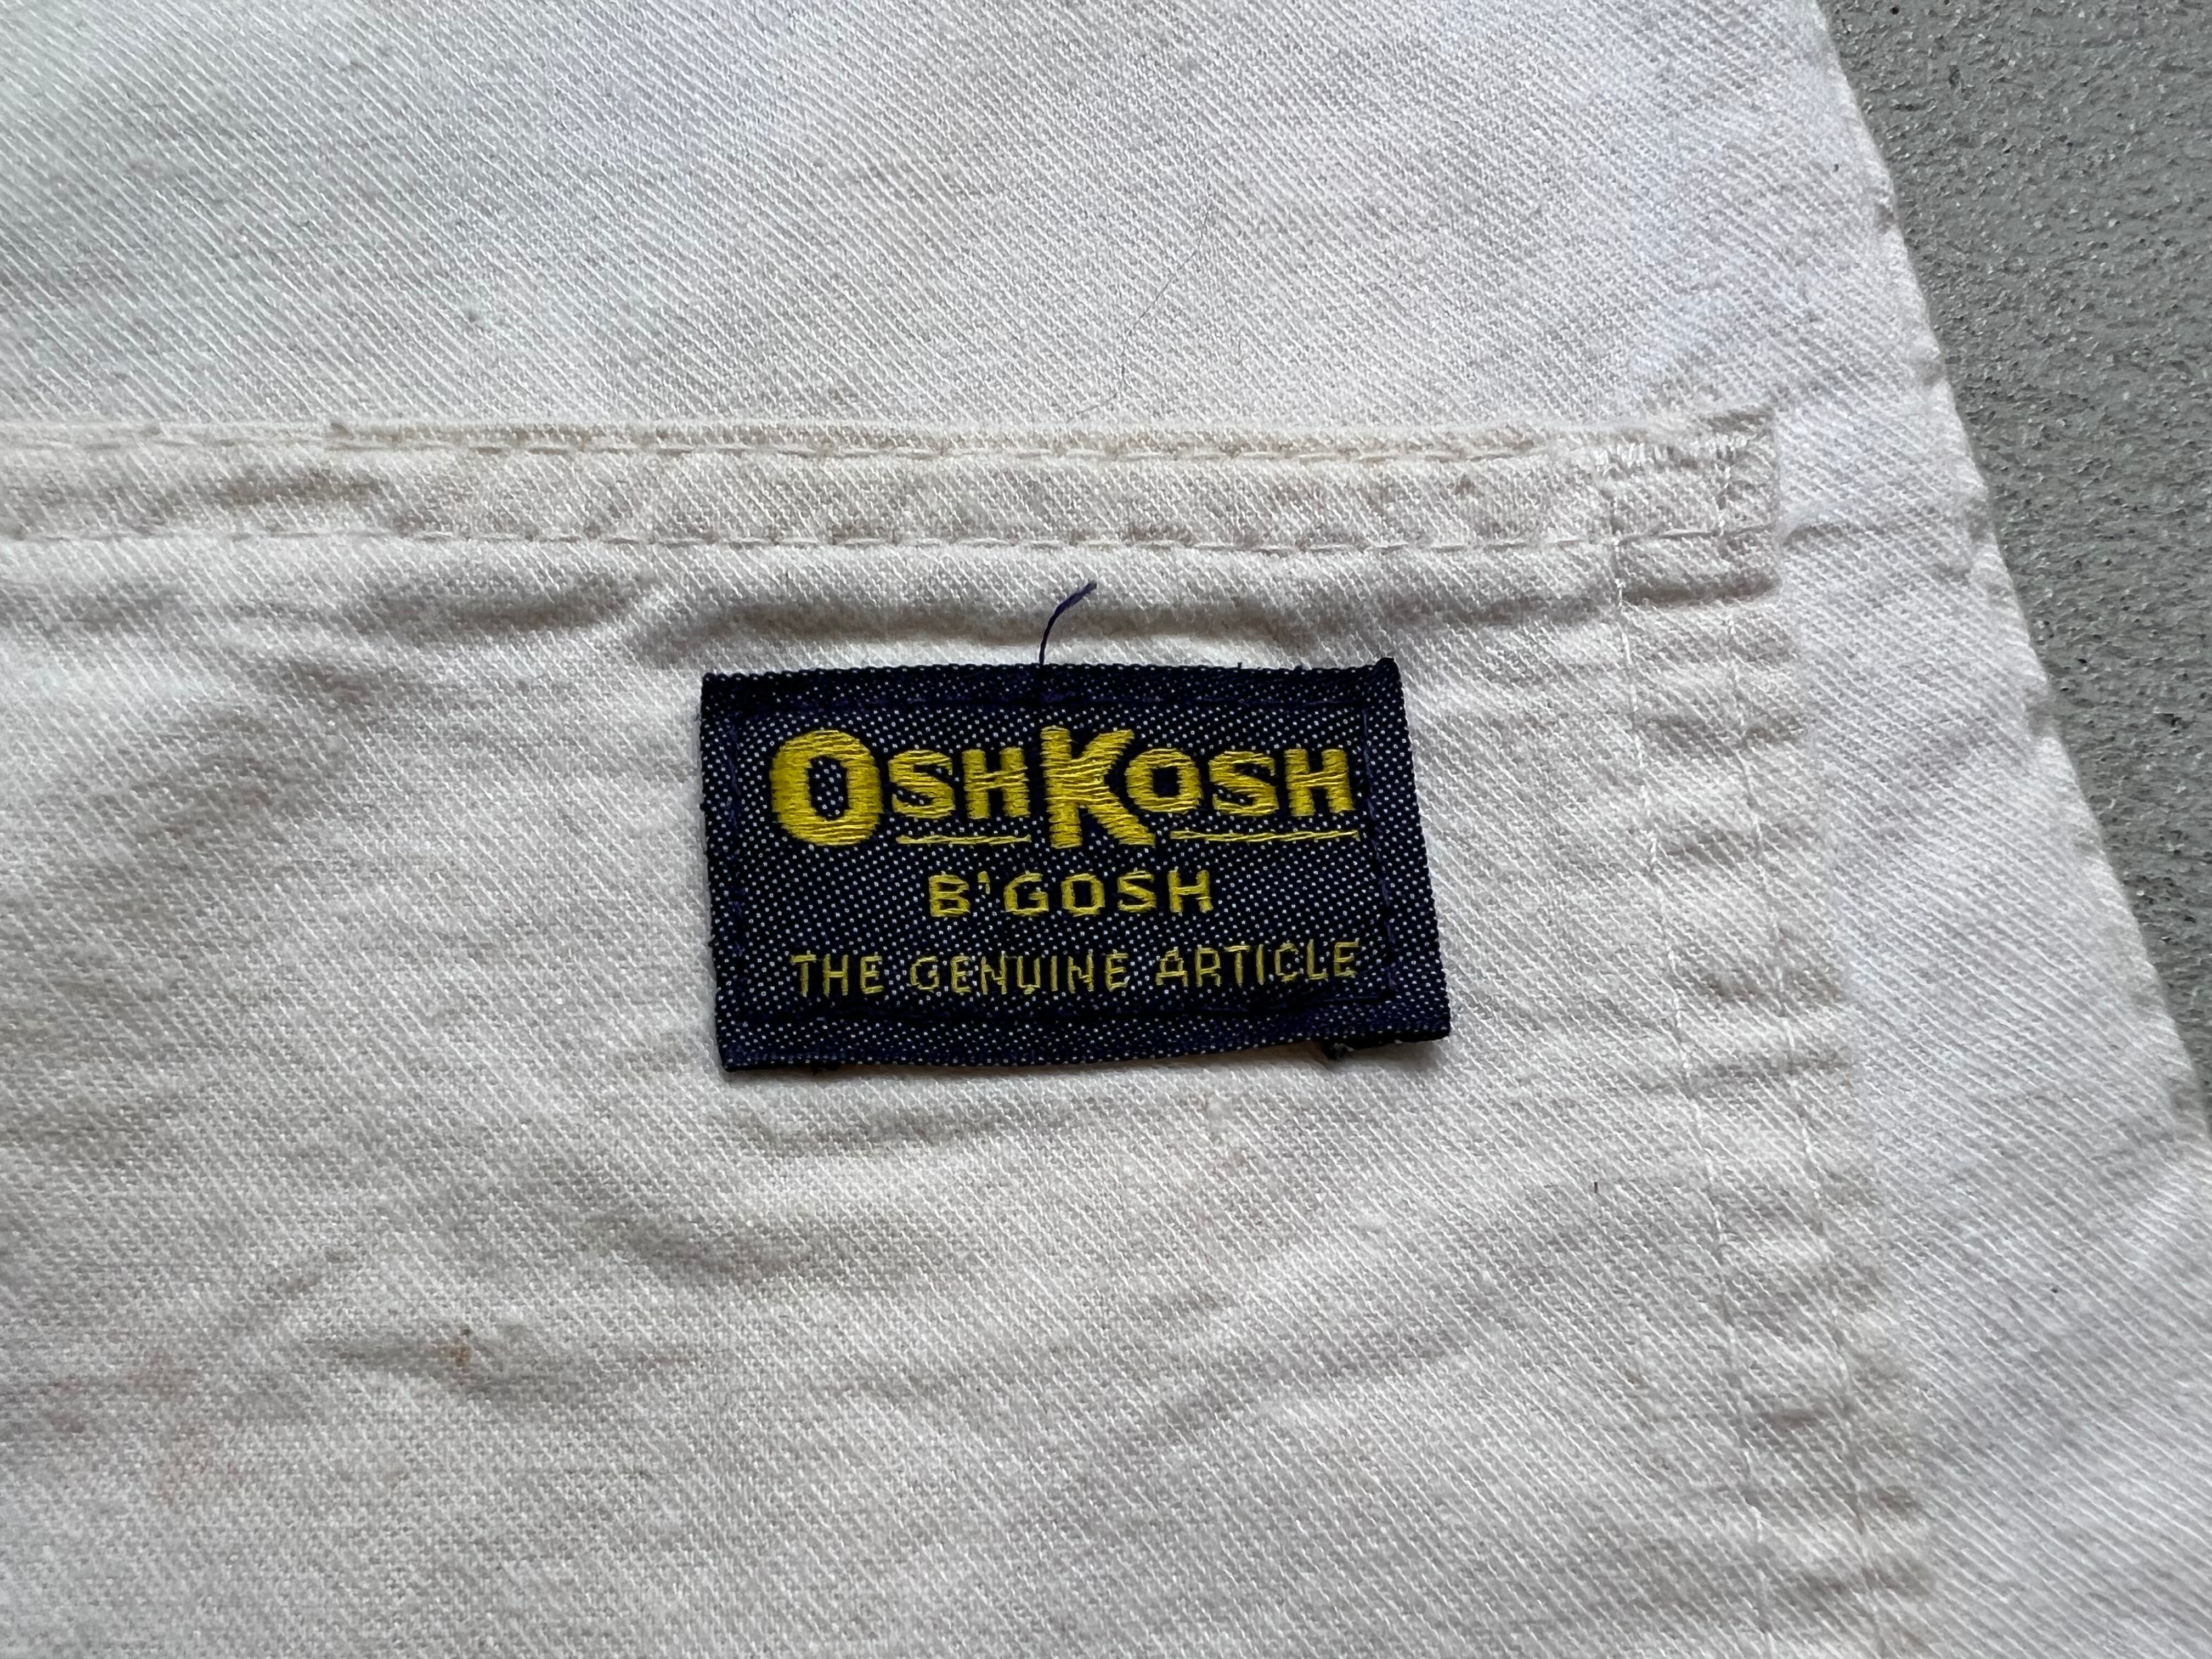 OSHKOSH
B'GOSH
THE GENUINE ARTICLE